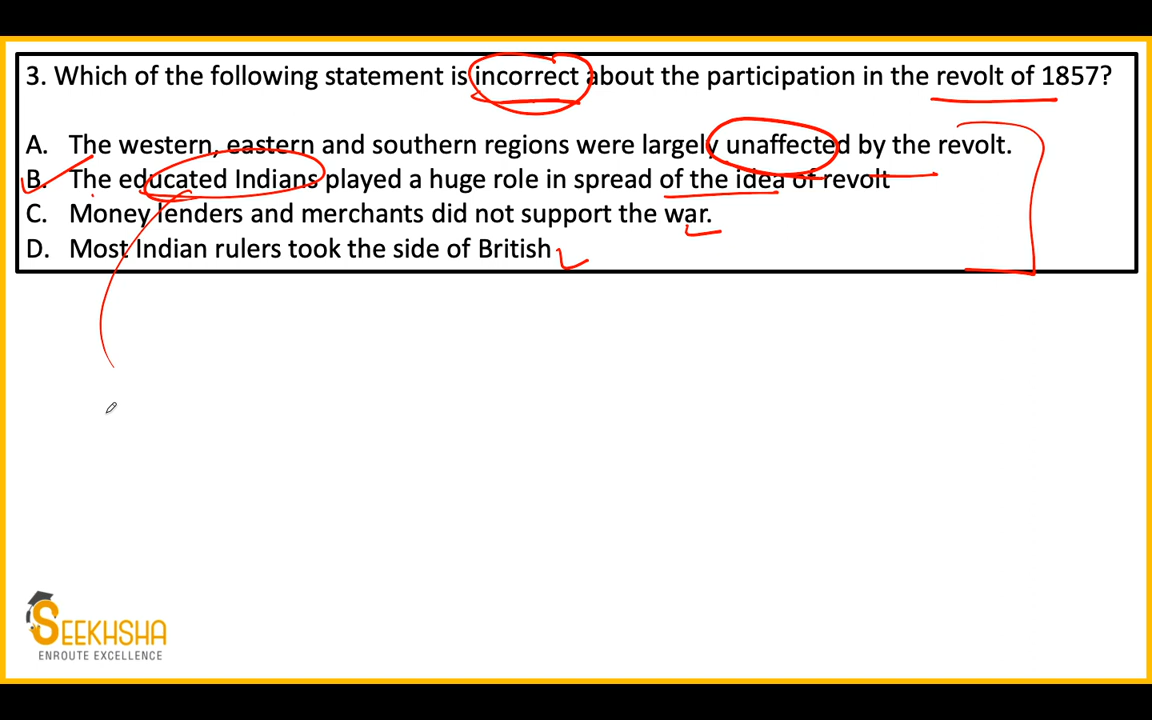 3. Which of the following statement is incorrect about the participation in the revolt of 1857?
A. The western, eastern and southern regions were largely unaffected by the revolt.
B. The educated Indians played a huge role in spread of the idea of revolt
C. Money lenders and merchants did not support the war.
D. Most Indian rulers took the side of British
SEEKHSHA
ENROUTE EXCELLENCE